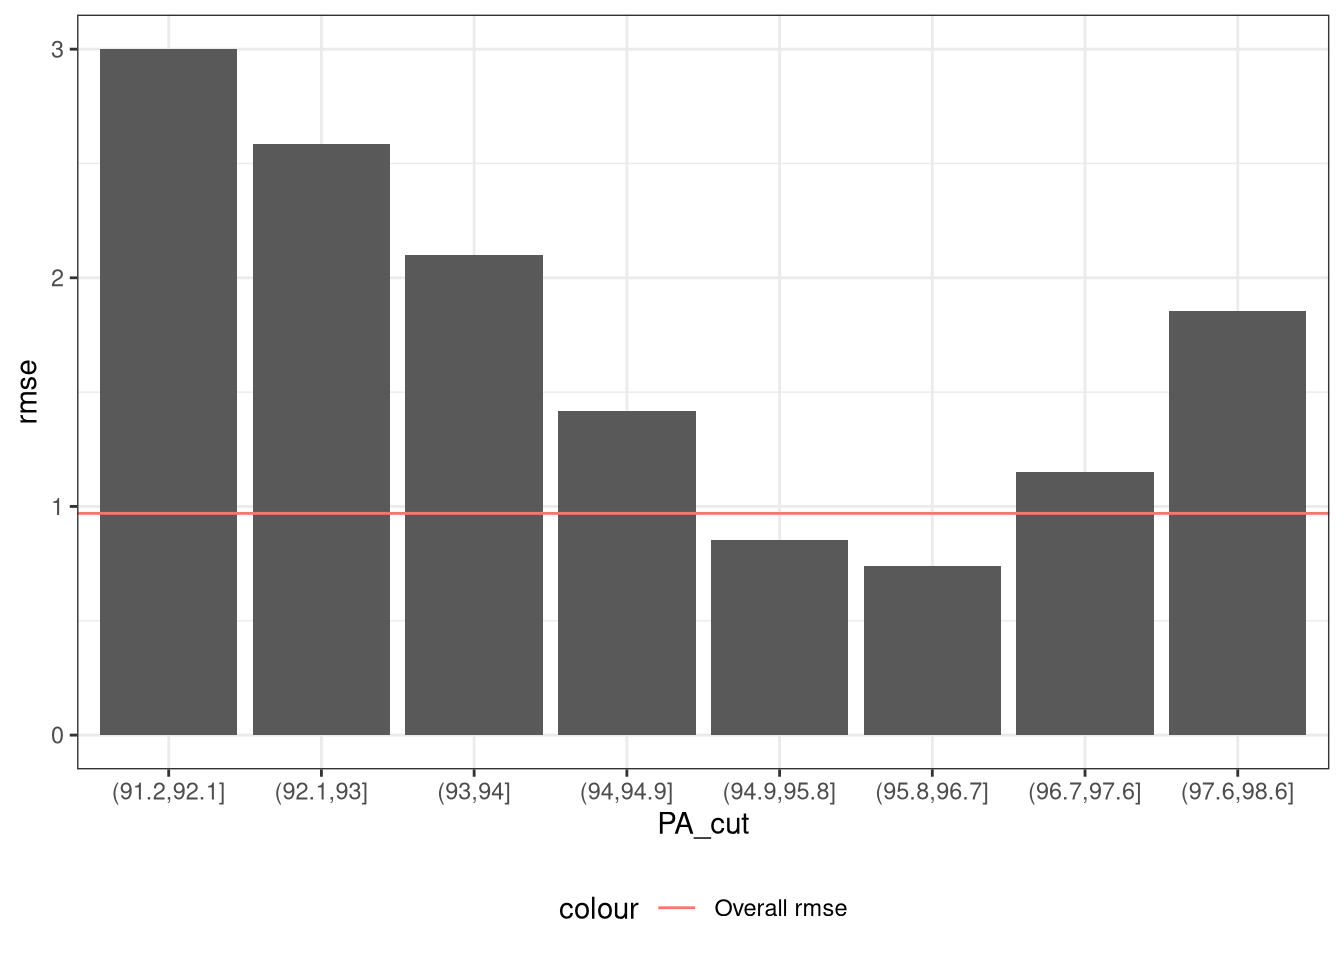 3
2
1
0
rmse
(91.2,92.1] (92.1,93] (93,94] (94,94.9] (94.9,95.8] (95.8,96.7] (96.7,97.6] (97.6,98.6]
PA_cut
colour Overall rmse